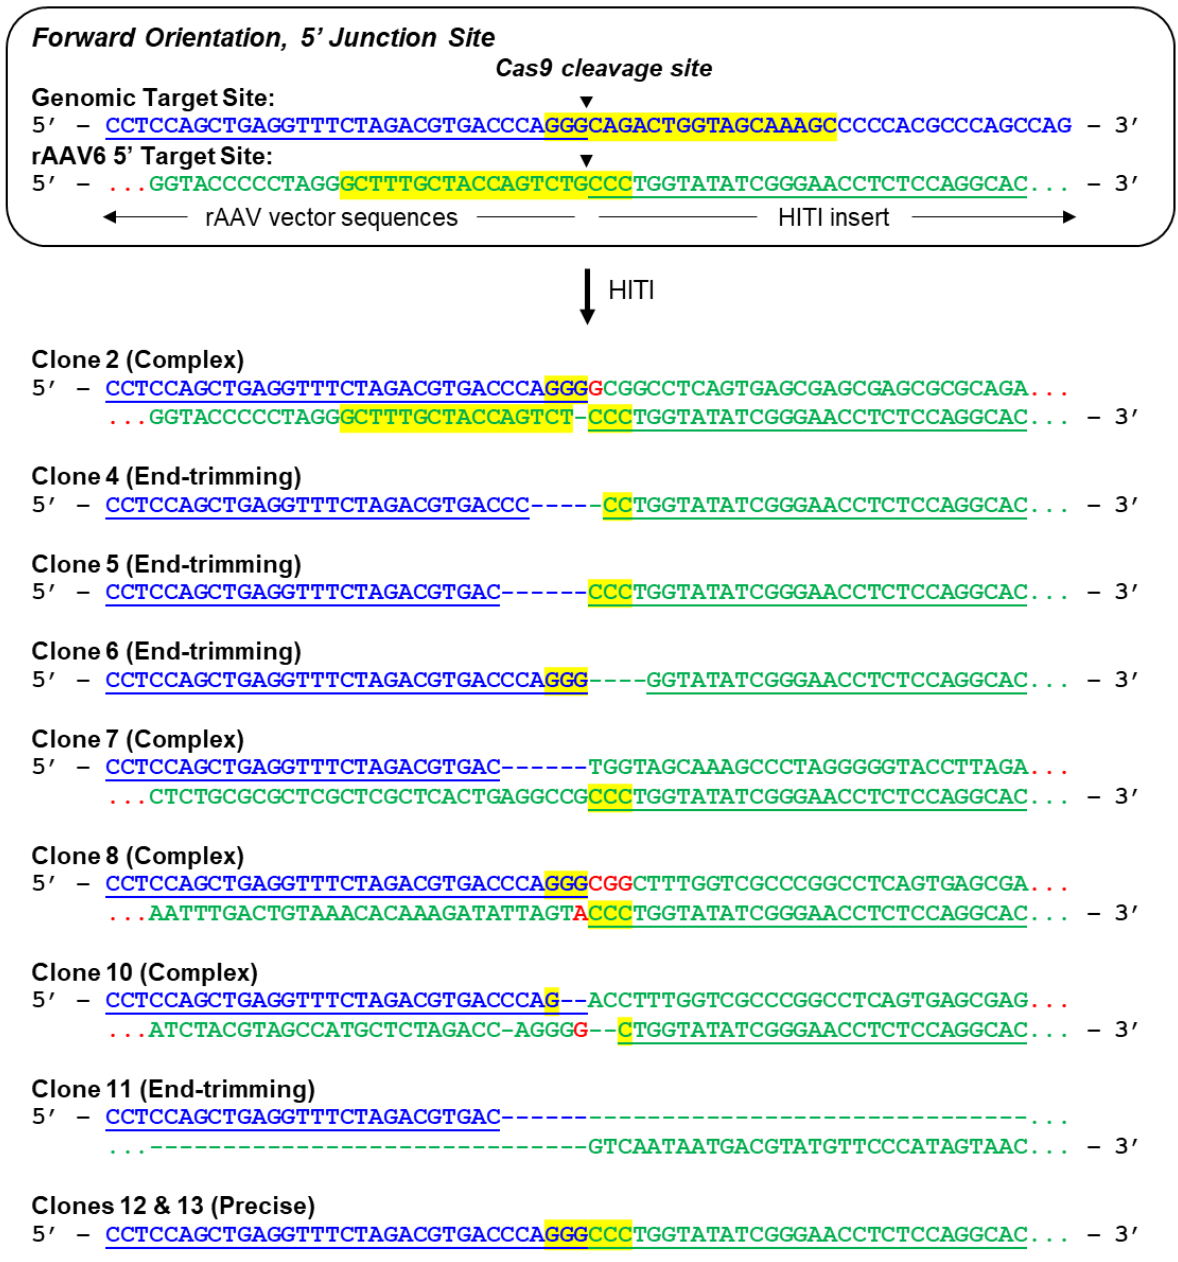 Forward Orientation, 5’ Junction Site
Cas9 cleavage site
Genomic Target Site:
5’ – CCTCCAGCTGAGGTTTCTAGACGTGACCCAGGGCAGACTGGTAGCAAAGCCCCCACGCCCAGCCAG – 3’
rAAV6 5’ Target Site:
5’ – ...GGTACCCCCTAGGGCTTTGCTACCAGTCTGCCCTGGTATATCGGGAACCTCTCCAGGCAC... – 3’
rAAV vector sequences HITI insert
HITI
Clone 2 (Complex)
5’ – CCTCCAGCTGAGGTTTCTAGACGTGACCCAGGGGCGGCCTCAGTGAGCGAGCGAGCGCGCAGA...
...GGTACCCCCTAGGGCTTTGCTACCAGTCT-CCCTGGTATATCGGGAACCTCTCCAGGCAC... – 3’
Clone 4 (End-trimming)
5’ – CCTCCAGCTGAGGTTTCTAGACGTGACCC-----CCTGGTATATCGGGAACCTCTCCAGGCAC... – 3’
Clone 5 (End-trimming)
5’ – CCTCCAGCTGAGGTTTCTAGACGTGAC------CCCTGGTATATCGGGAACCTCTCCAGGCAC... – 3’
Clone 6 (End-trimming)
5’ – CCTCCAGCTGAGGTTTCTAGACGTGACCCAGGG----GGTATATCGGGAACCTCTCCAGGCAC... – 3’
Clone 7 (Complex)
5’ – CCTCCAGCTGAGGTTTCTAGACGTGAC------TGGTAGCAAAGCCCTAGGGGGTACCTTAGA...
...CTCTGCGCGCTCGCTCGCTCACTGAGGCCGCCCTGGTATATCGGGAACCTCTCCAGGCAC... – 3’
Clone 8 (Complex)
5’ – CCTCCAGCTGAGGTTTCTAGACGTGACCCAGGGCGGCTTTGGTCGCCCGGCCTCAGTGAGCGA...
...AATTTGACTGTAAACACAAAGATATTAGTACCCTGGTATATCGGGAACCTCTCCAGGCAC... – 3’
Clone 10 (Complex)
5’ – CCTCCAGCTGAGGTTTCTAGACGTGACCCAG--ACCTTTGGTCGCCCGGCCTCAGTGAGCGAG...
...ATCTACGTAGCCATGCTCTAGACC-AGGGG--CTGGTATATCGGGAACCTCTCCAGGCAC... – 3’
Clone 11 (End-trimming)
5’ – CCTCCAGCTGAGGTTTCTAGACGTGAC------------------------------------...
...------------------------------GTCAATAATGACGTATGTTCCCATAGTAAC... – 3’
Clones 12 & 13 (Precise)
5’ – CCTCCAGCTGAGGTTTCTAGACGTGACCCAGGGCCCTGGTATATCGGGAACCTCTCCAGGCAC... – 3’